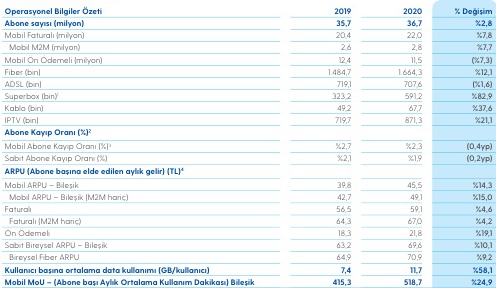 Operasyonel Bilgiler Özeti 2019 2020 % Değişim
Abone sayısı (milyon) 35,7 36,7 %2,8
Mobil Faturalı (milyon) 20,4 22,0 %7,8
Mobil M2M (milyon) 2,6 2,8 %7,7
Mobil Ön Ödemeli (milyon) 12,4 11,5 (%7,3)
Fiber (bin) 1.484,7 1.664,3 %12,1
ADSL (bin) 719,1 707,6 (%1,6)
Superbox (bin)¹ 323,2 591,2 %82,9
Kablo (bin) 49,2 67,7 %37,6
IPTV (bin) 719,7 871,3 %21,1
Abone Kayıp Oranı (%)²
Mobil Abone Kayıp Oranı (%)³ %2,7 %2,3 (0,4yp)
Sabit Abone Kayıp Oranı (%) %2,1 %1,9 (0,2yp)
ARPU (Abone başına elde edilen aylık gelir) (TL)⁴
Mobil ARPU – Bileşik 39,8 45,5 %14,3
Mobil ARPU – Bileşik (M2M hariç) 42,7 49,1 %15,0
Faturalı 56,5 59,1 %4,6
Faturalı (M2M hariç) 64,3 67,0 %4,2
Ön Ödemeli 18,3 21,8 %19,1
Sabit Bireysel ARPU – Bileşik 63,2 69,6 %10,1
Bireysel Fiber ARPU 64,9 70,9 %9,2
Kullanıcı başına ortalama data kullanımı (GB/kullanıcı) 7,4 11,7 %58,1
Mobil MoU – (Abone başı Aylık Ortalama Kullanım Dakikası) Bileşik 415,3 518,7 %24,9